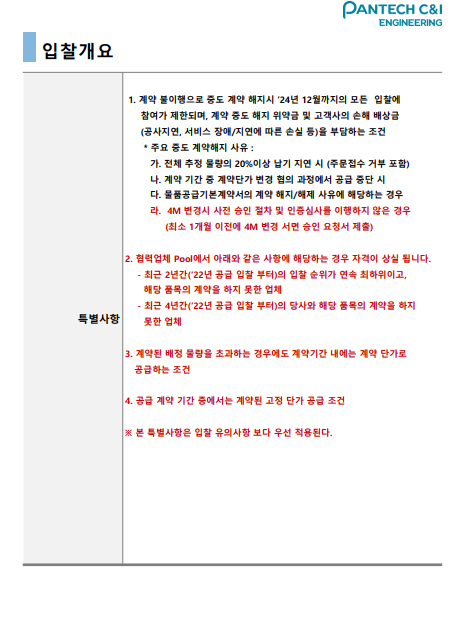 PANTECH C&I
ENGINEERING
입찰개요
특별사항
1. 계약 불이행으로 중도 계약 해지시 ’24년 12월까지의 모든 입찰에
참여가 제한되며, 계약 중도 해지 위약금 및 고객사의 손해 배상금
(공사지연, 서비스 장애/지연에 따른 손실 등)을 부담하는 조건
* 주요 중도 계약해지 사유 :
가. 전체 추정 물량의 20%이상 납기 지연 시 (주문접수 거부 포함)
나. 계약 기간 중 계약단가 변경 협의 과정에서 공급 중단 시
다. 물품공급기본계약서의 계약 해지/해제 사유에 해당하는 경우
라. 4M 변경시 사전 승인 절차 및 인증심사를 이행하지 않은 경우
(최소 1개월 이전에 4M 변경 서면 승인 요청서 제출)
2. 협력업체 Pool에서 아래와 같은 사항에 해당하는 경우 자격이 상실 됩니다.
- 최근 2년간(’22년 공급 입찰 부터)의 입찰 순위가 연속 최하위이고,
해당 품목의 계약을 하지 못한 업체
- 최근 4년간(’22년 공급 입찰 부터)의 당사와 해당 품목의 계약을 하지
못한 업체
3. 계약된 배정 물량을 초과하는 경우에도 계약기간 내에는 계약 단가로
공급하는 조건
4. 공급 계약 기간 중에서는 계약된 고정 단가 공급 조건
※ 본 특별사항은 입찰 유의사항 보다 우선 적용된다.